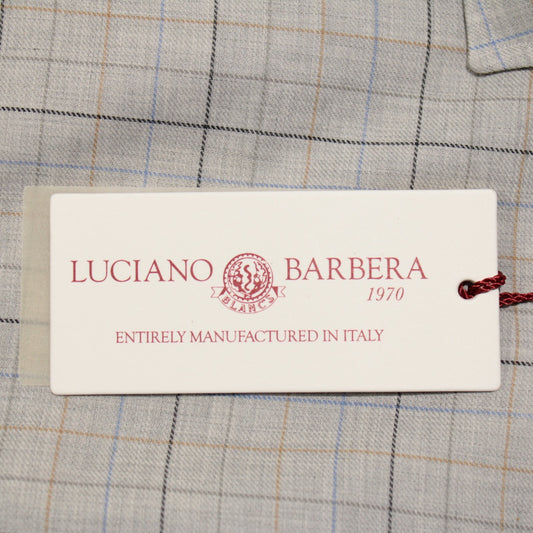 LUCIANO BARBERA
BLANCS
1970
ENTIRELY MANUFACTURED IN ITALY